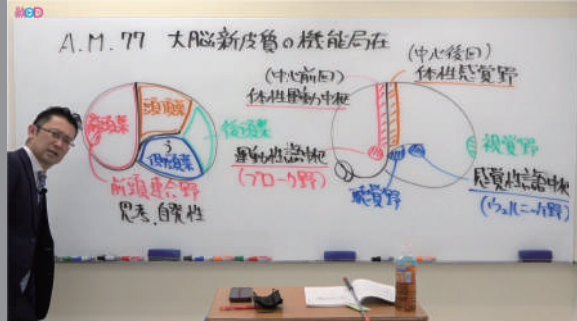 MOD
A.M.77 大脳新皮質の機能局在
(中心前回)
体性運動中枢
(中心後回)
体性感覚野
前頭葉
頭頂葉
側頭葉
後頭葉
前頭連合野
思考、自発性
運動性言語中枢
(ブローカ野)
聴覚野
視覚野
感覚性言語中枢
(ウェルニッケ野)